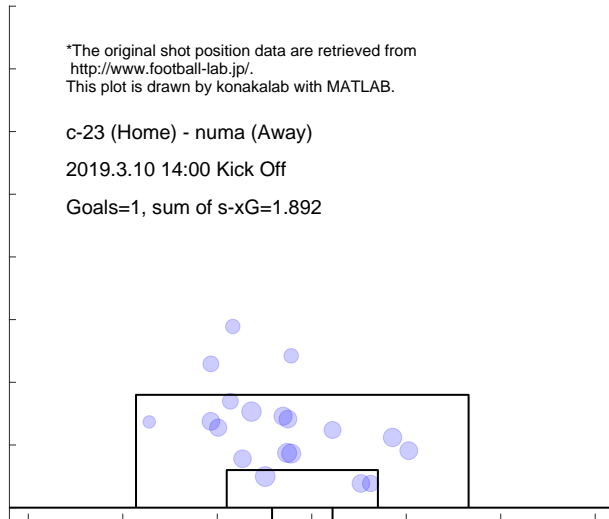 *The original shot position data are retrieved from
http://www.football-lab.jp/.
This plot is drawn by konakalab with MATLAB.
c-23 (Home) - numa (Away)
2019.3.10 14:00 Kick Off
Goals=1, sum of s-xG=1.892